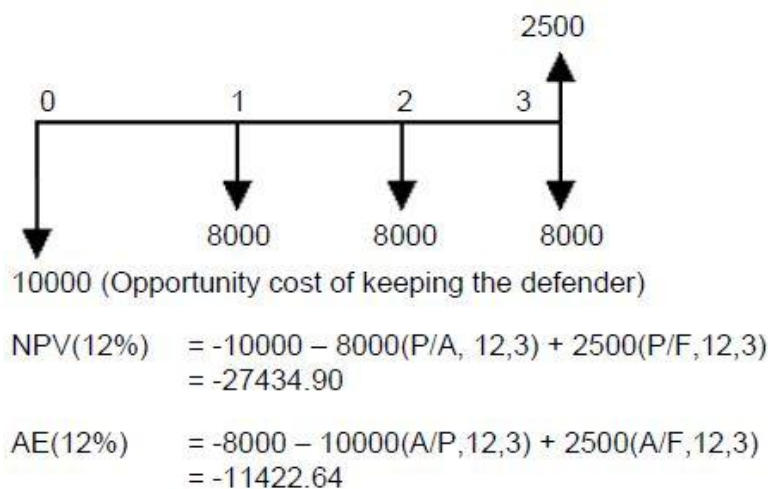 2500
0 1 2 3
8000 8000 8000
10000 (Opportunity cost of keeping the defender)
NPV(12%) = -10000 – 8000(P/A, 12,3) + 2500(P/F,12,3)
= -27434.90
AE(12%) = -8000 – 10000(A/P,12,3) + 2500(A/F,12,3)
= -11422.64